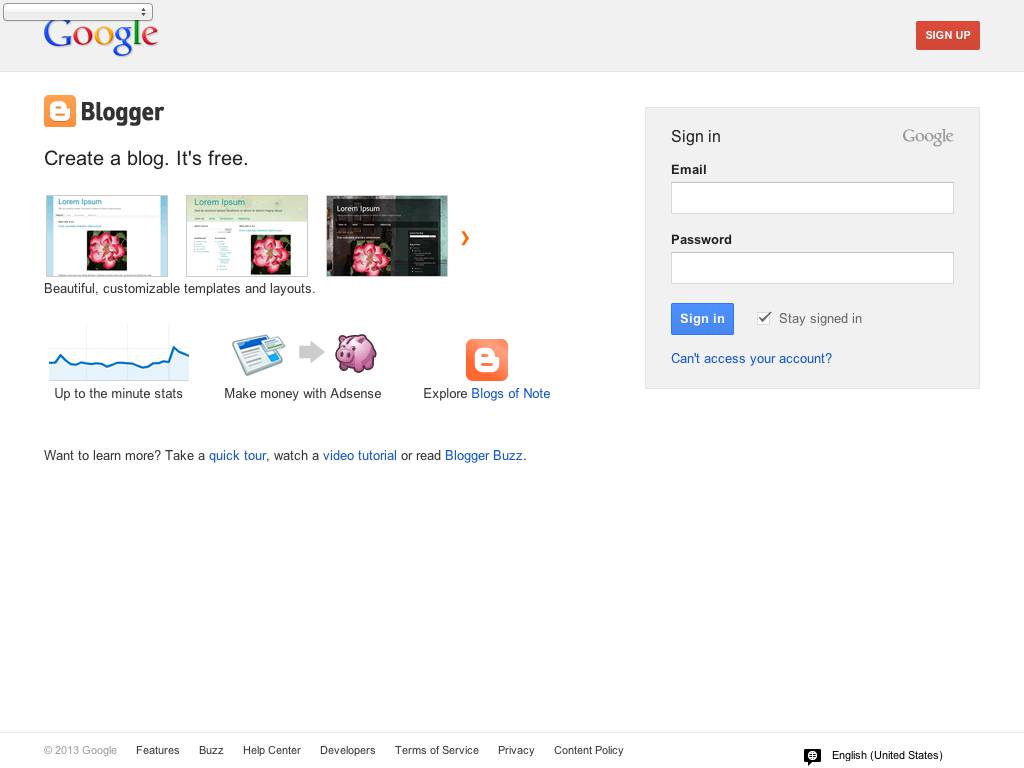 Google
SIGN UP
Blogger
Create a blog. It's free.
Lorem Ipsum
Lorem Ipsum
Lorem Ipsum
Beautiful, customizable templates and layouts.
Up to the minute stats
Make money with Adsense
Explore Blogs of Note
Want to learn more? Take a quick tour, watch a video tutorial or read Blogger Buzz.
Sign in Google
Email
Password
Sign in Stay signed in
Can't access your account?
© 2013 Google Features Buzz Help Center Developers Terms of Service Privacy Content Policy English (United States)